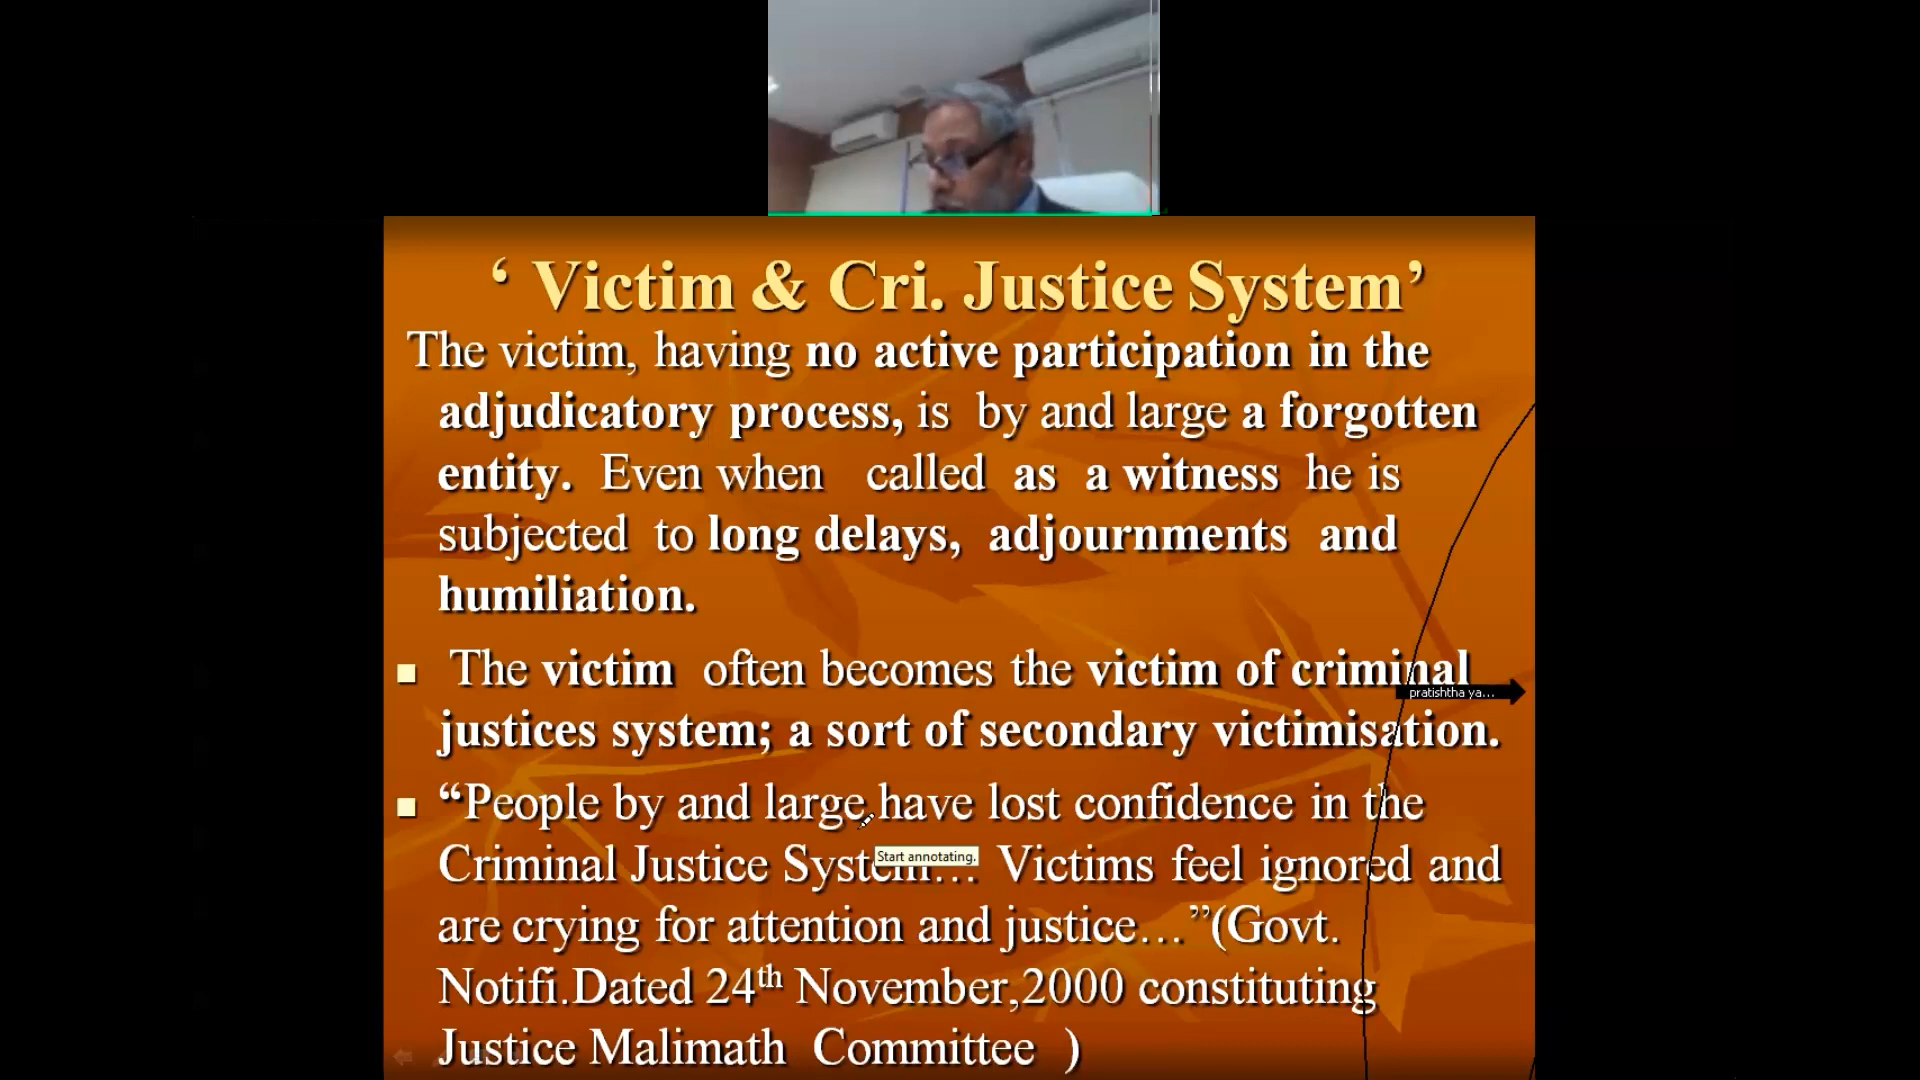 ‘ Victim & Cri. Justice System’
The victim, having no active participation in the
adjudicatory process, is by and large a forgotten
entity. Even when called as a witness he is
subjected to long delays, adjournments and
humiliation.
The victim often becomes the victim of criminal
pratishtha ya...
justices system; a sort of secondary victimisation.
“People by and large have lost confidence in the
Start annotating.
Criminal Justice System… Victims feel ignored and
are crying for attention and justice…”(Govt.
Notifi.Dated 24th November,2000 constituting
Justice Malimath Committee )